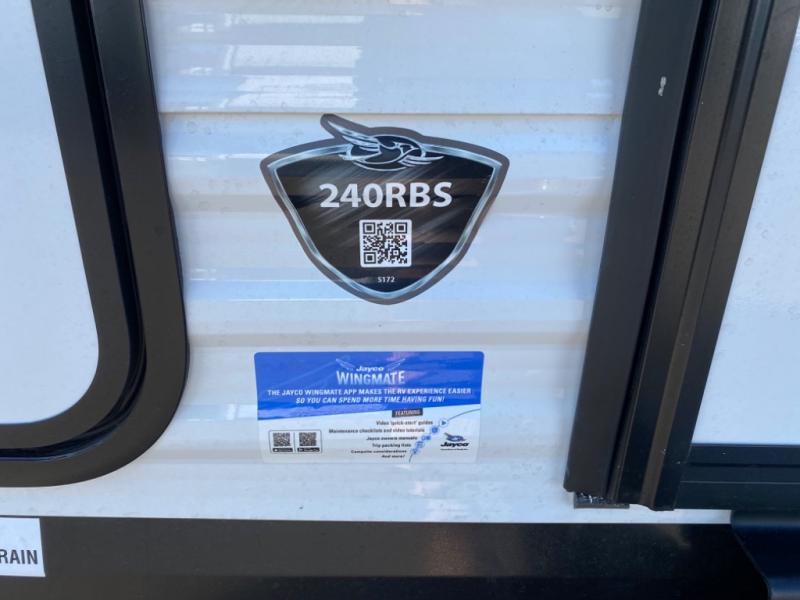 240RBS
5172
Jayco
WINGMATE
THE JAYCO WINGMATE APP MAKES THE RV EXPERIENCE EASIER
SO YOU CAN SPEND MORE TIME HAVING FUN!
FEATURING
Video 'quick-start' guides
Maintenance checklists and video tutorials
Jayco owners manuals
Trip packing lists
Campsite considerations
And more!
Jayco
RAIN